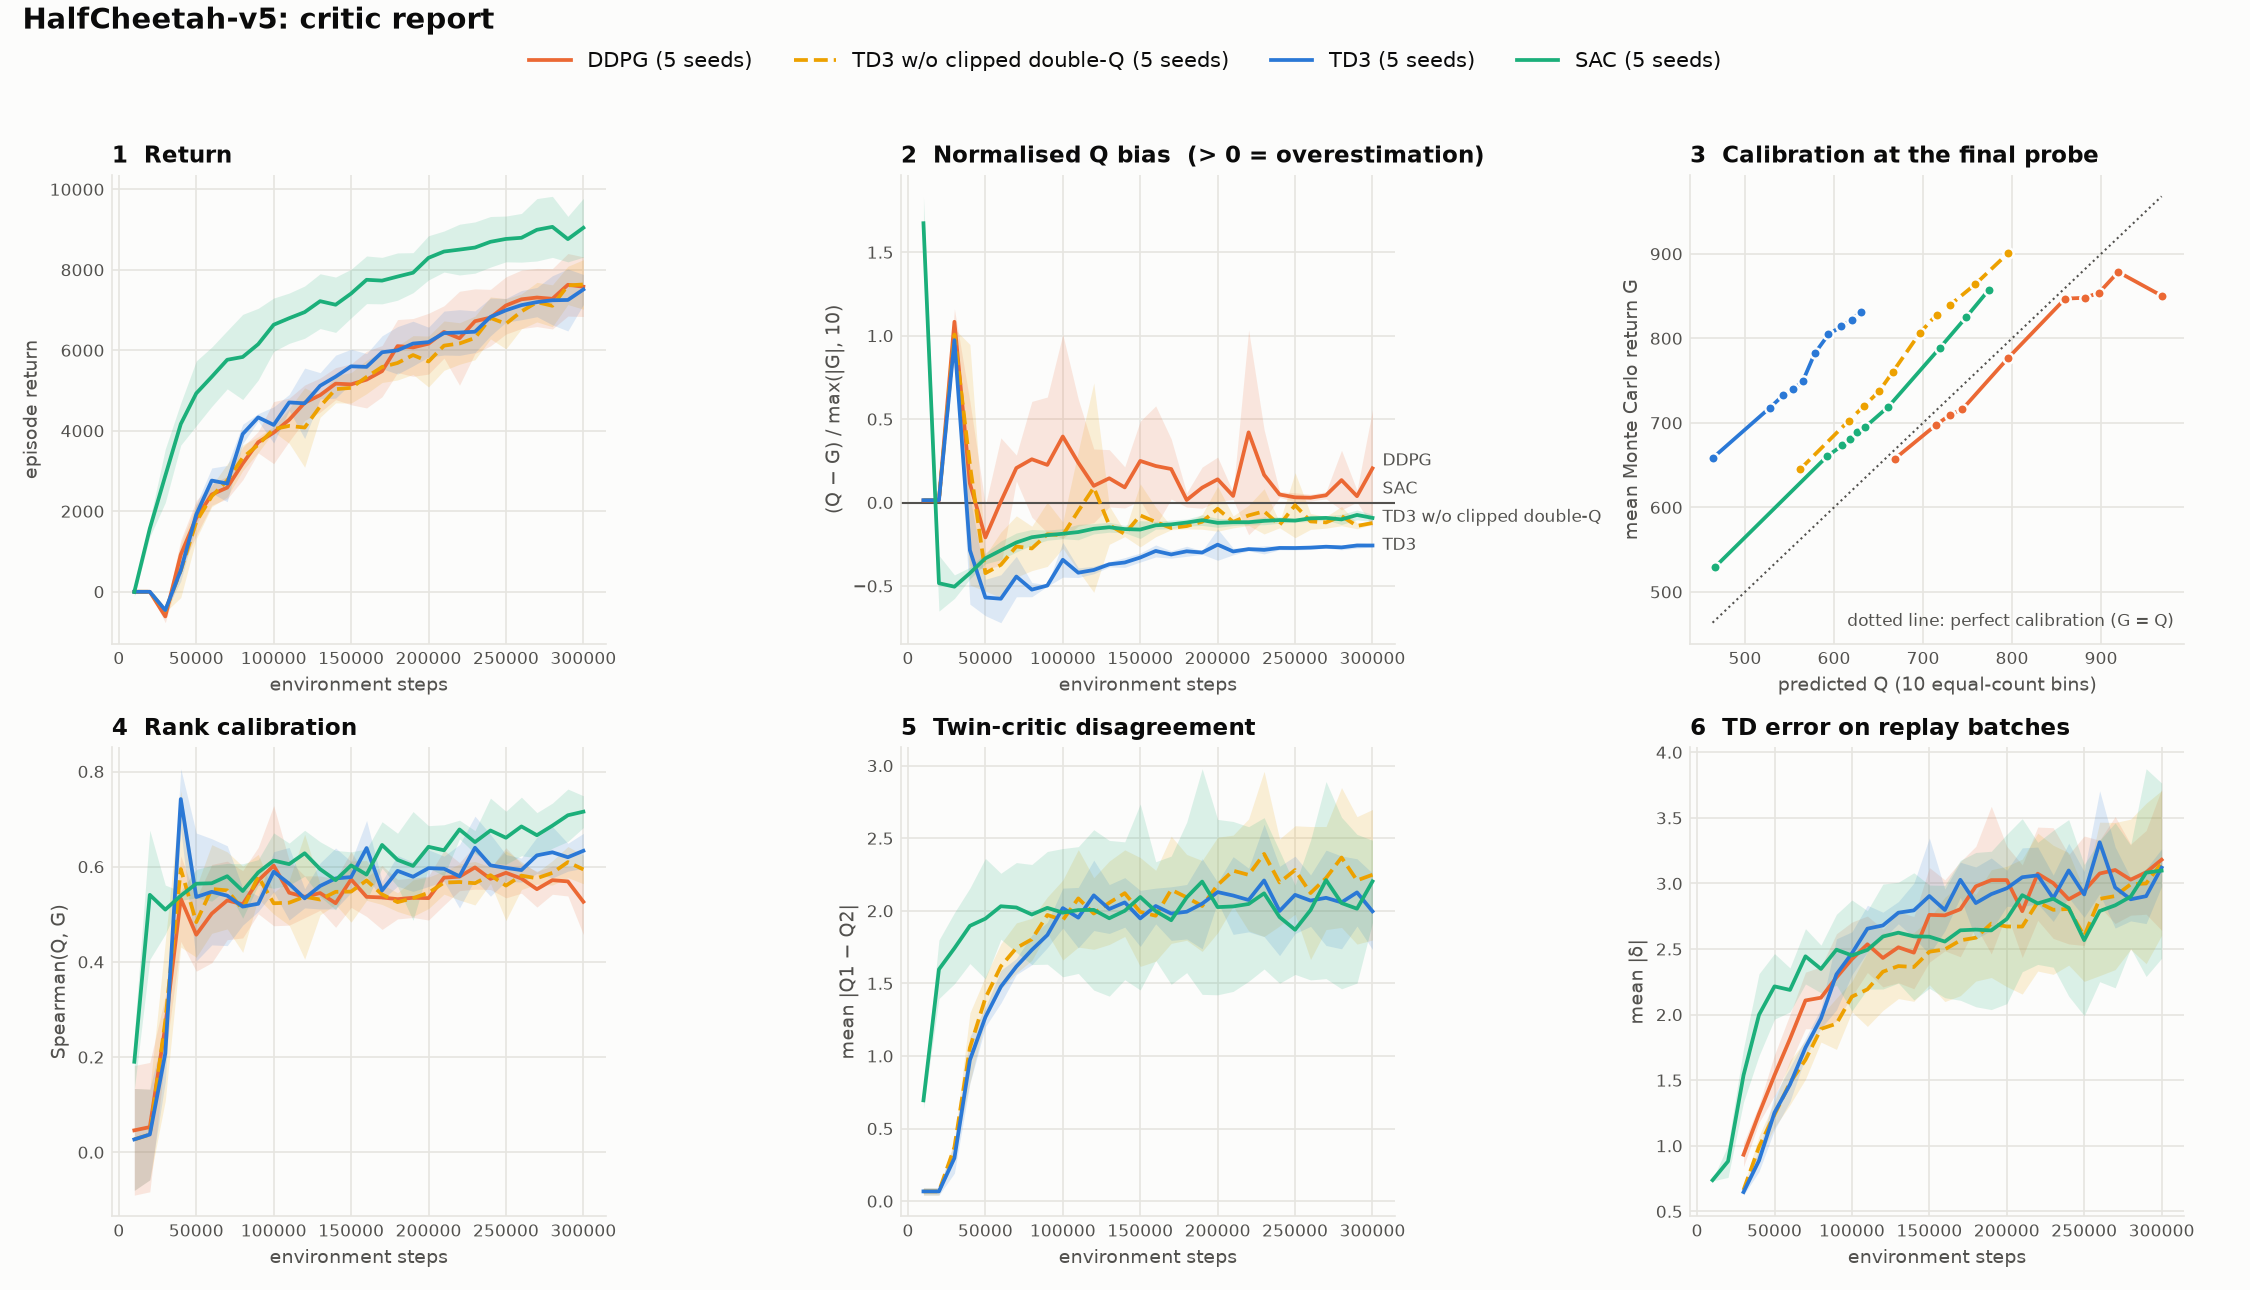 HalfCheetah-v5: critic report
DDPG (5 seeds)
TD3 w/o clipped double-Q (5 seeds)
TD3 (5 seeds)
SAC (5 seeds)
1 Return
10000
8000
6000
4000
2000
0
episode return
0 50000 100000 150000 200000 250000 300000
environment steps
2 Normalised Q bias (> 0 = overestimation)
1.5
1.0
0.5
0.0
−0.5
(Q − G) / max(|G|, 10)
DDPG
SAC
TD3 w/o clipped double-Q
TD3
0 50000 100000 150000 200000 250000 300000
environment steps
3 Calibration at the final probe
900
800
700
600
500
mean Monte Carlo return G
dotted line: perfect calibration (G = Q)
500 600 700 800 900
predicted Q (10 equal-count bins)
4 Rank calibration
0.8
0.6
0.4
0.2
0.0
Spearman(Q, G)
0 50000 100000 150000 200000 250000 300000
environment steps
5 Twin-critic disagreement
3.0
2.5
2.0
1.5
1.0
0.5
0.0
mean |Q1 − Q2|
0 50000 100000 150000 200000 250000 300000
environment steps
6 TD error on replay batches
4.0
3.5
3.0
2.5
2.0
1.5
1.0
0.5
mean |δ|
0 50000 100000 150000 200000 250000 300000
environment steps